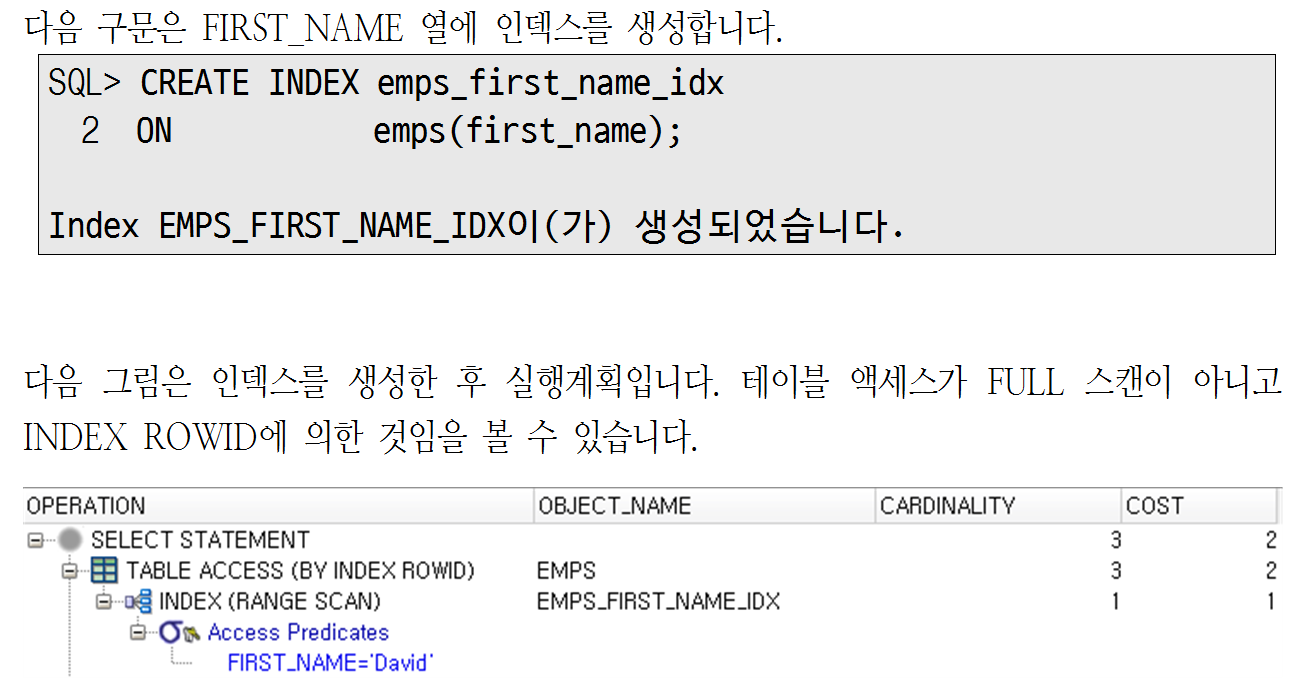 다음 구문은 FIRST_NAME 열에 인덱스를 생성합니다.
SQL> CREATE INDEX emps_first_name_idx
2 ON emps(first_name);
Index EMPS_FIRST_NAME_IDX이(가) 생성되었습니다.
다음 그림은 인덱스를 생성한 후 실행계획입니다. 테이블 액세스가 FULL 스캔이 아니고
INDEX ROWID에 의한 것임을 볼 수 있습니다.
OPERATION OBJECT_NAME CARDINALITY COST
SELECT STATEMENT 3 2
TABLE ACCESS (BY INDEX ROWID) EMPS 3 2
INDEX (RANGE SCAN) EMPS_FIRST_NAME_IDX 1 1
Access Predicates
FIRST_NAME='David'